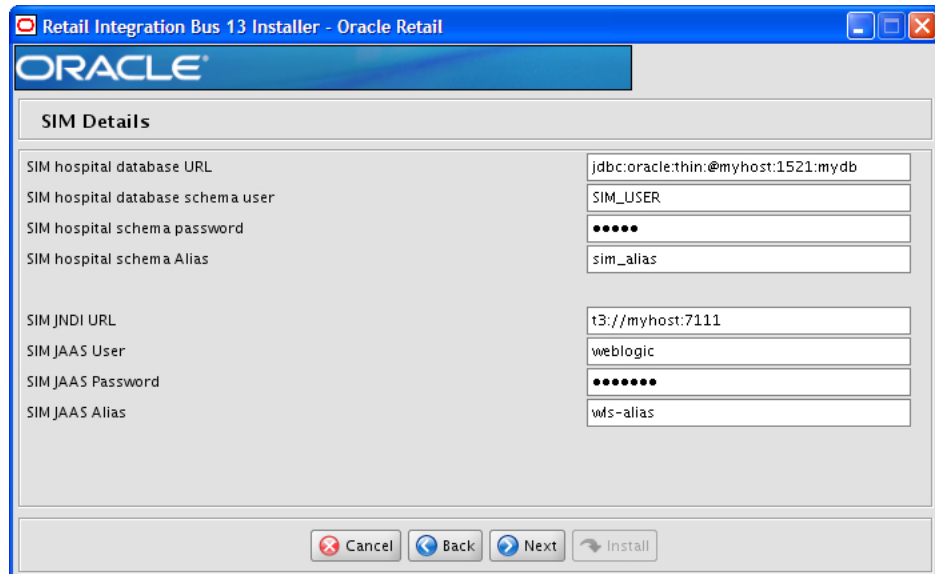 Retail Integration Bus 13 Installer - Oracle Retail
ORACLE®
SIM Details
SIM hospital database URL jdbc:oracle:thin:@myhost:1521:mydb
SIM hospital database schema user SIM_USER
SIM hospital schema password •••••
SIM hospital schema Alias sim_alias
SIM JNDI URL t3://myhost:7111
SIM JAAS User weblogic
SIM JAAS Password •••••••
SIM JAAS Alias wls-alias
Cancel Back Next Install